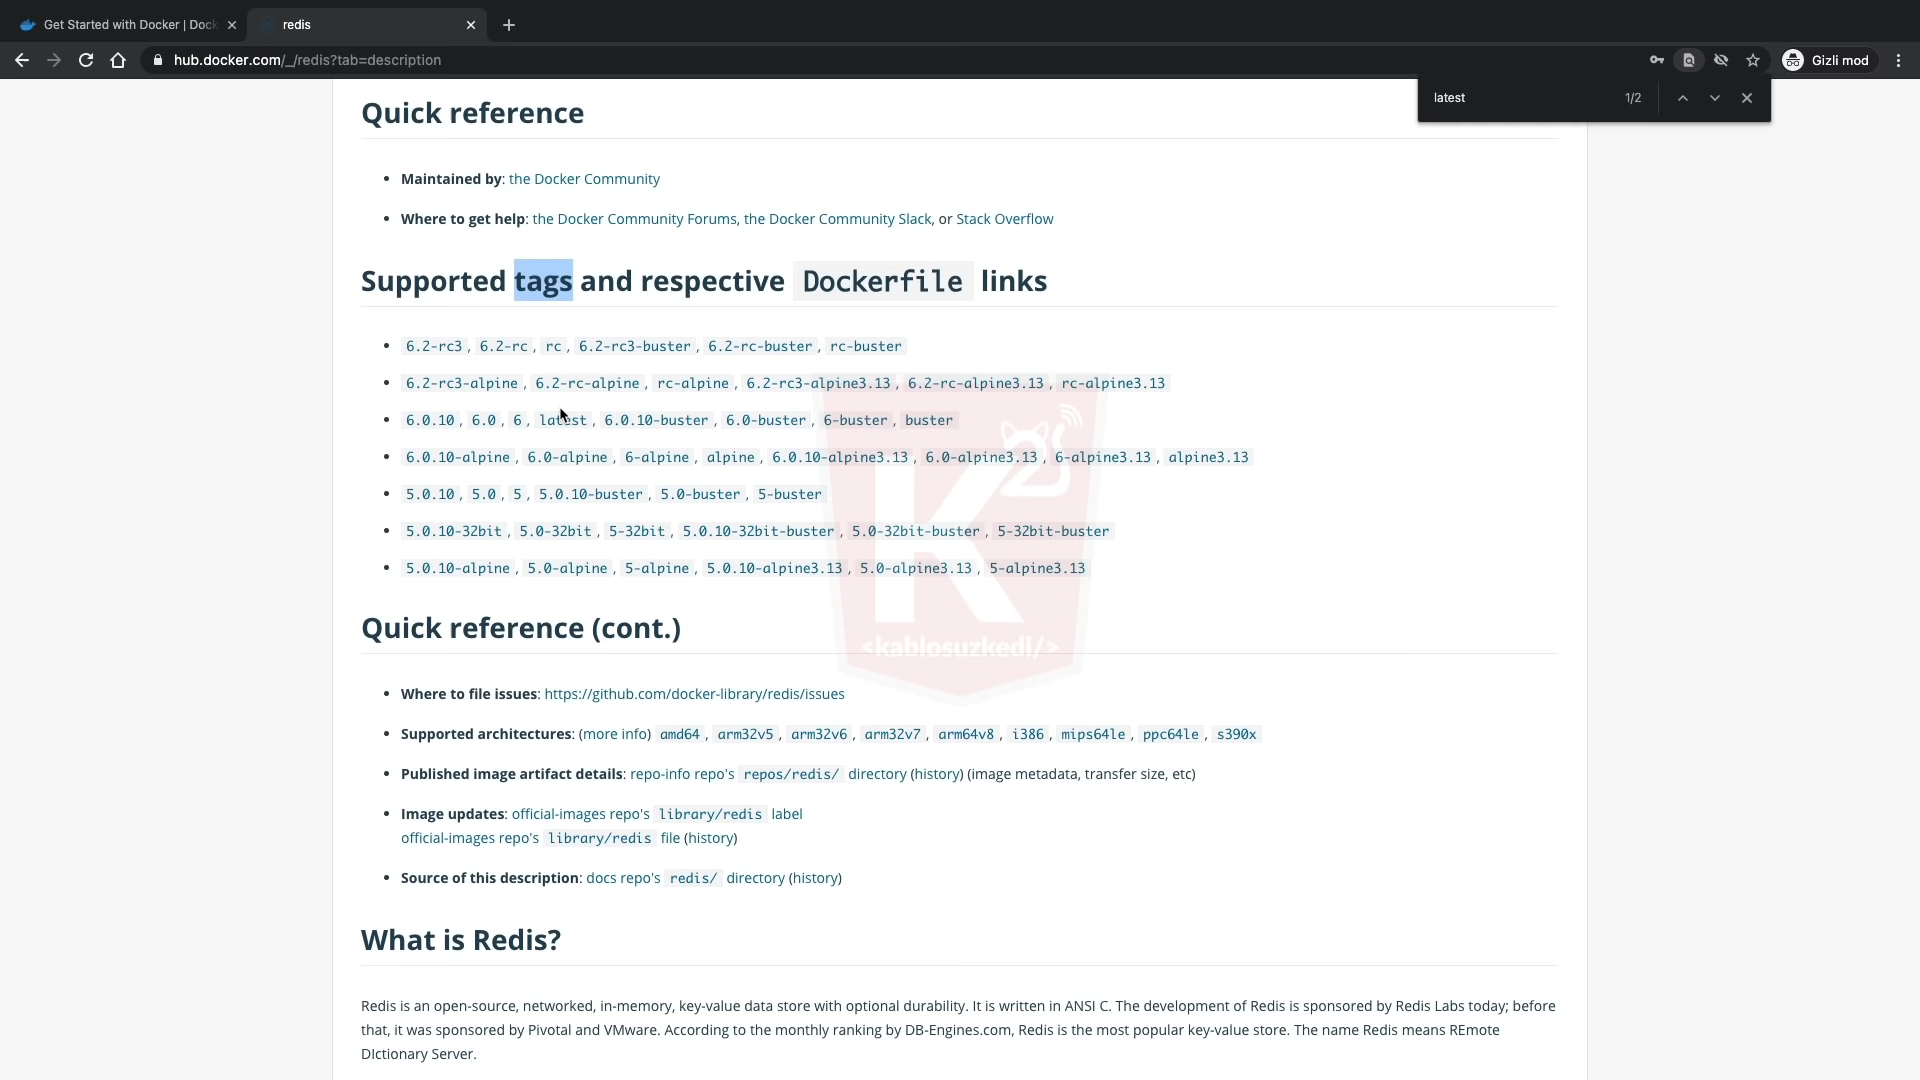 Get Started with Docker | Dock
redis
hub.docker.com/_/redis?tab=description
Gizli mod
latest
1/2
Quick reference
• Maintained by: the Docker Community
• Where to get help: the Docker Community Forums, the Docker Community Slack, or Stack Overflow
Supported tags and respective Dockerfile links
• 6.2-rc3, 6.2-rc, rc, 6.2-rc3-buster, 6.2-rc-buster, rc-buster
• 6.2-rc3-alpine, 6.2-rc-alpine, rc-alpine, 6.2-rc3-alpine3.13, 6.2-rc-alpine3.13, rc-alpine3.13
• 6.0.10, 6.0, 6, latest, 6.0.10-buster, 6.0-buster, 6-buster, buster
• 6.0.10-alpine, 6.0-alpine, 6-alpine, alpine, 6.0.10-alpine3.13, 6.0-alpine3.13, 6-alpine3.13, alpine3.13
• 5.0.10, 5.0, 5, 5.0.10-buster, 5.0-buster, 5-buster
• 5.0.10-32bit, 5.0-32bit, 5-32bit, 5.0.10-32bit-buster, 5.0-32bit-buster, 5-32bit-buster
• 5.0.10-alpine, 5.0-alpine, 5-alpine, 5.0.10-alpine3.13, 5.0-alpine3.13, 5-alpine3.13
K
<kablosuzkedi/>
Quick reference (cont.)
• Where to file issues: https://github.com/docker-library/redis/issues
• Supported architectures: (more info) amd64, arm32v5, arm32v6, arm32v7, arm64v8, i386, mips64le, ppc64le, s390x
• Published image artifact details: repo-info repo's repos/redis/ directory (history) (image metadata, transfer size, etc)
• Image updates: official-images repo's library/redis label
official-images repo's library/redis file (history)
• Source of this description: docs repo's redis/ directory (history)
What is Redis?
Redis is an open-source, networked, in-memory, key-value data store with optional durability. It is written in ANSI C. The development of Redis is sponsored by Redis Labs today; before
that, it was sponsored by Pivotal and VMware. According to the monthly ranking by DB-Engines.com, Redis is the most popular key-value store. The name Redis means REmote
DIctionary Server.